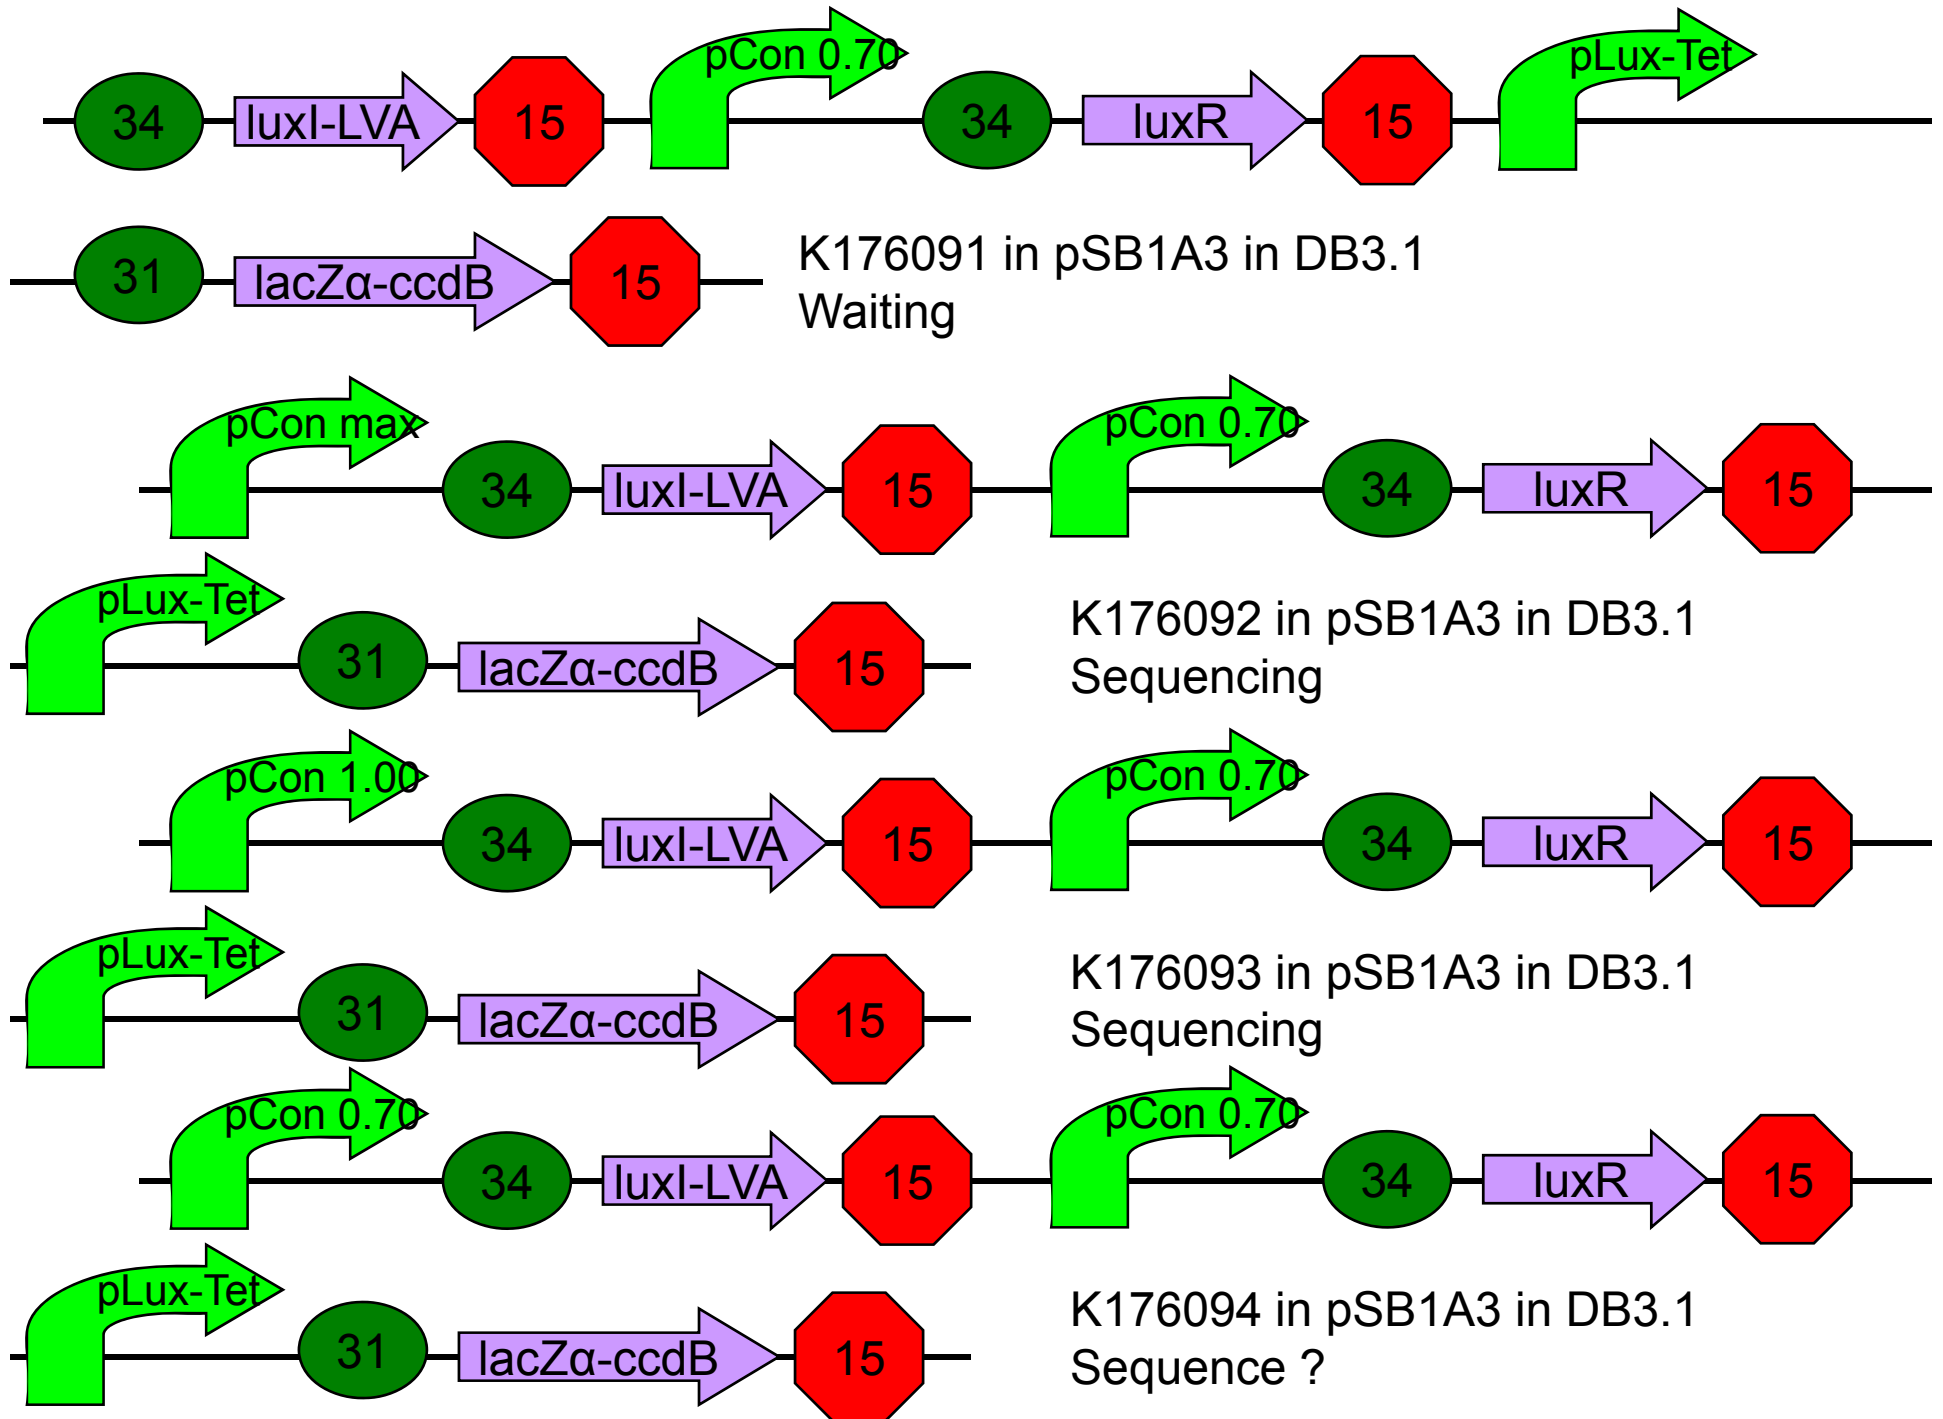 pCon 0.70 pLux-Tet
34 luxI-LVA 15 34 luxR 15
31 lacZα-ccdB 15
K176091 in pSB1A3 in DB3.1
Waiting
pCon max pCon 0.70
34 luxI-LVA 15 34 luxR 15
pLux-Tet
31 lacZα-ccdB 15
K176092 in pSB1A3 in DB3.1
Sequencing
pCon 1.00 pCon 0.70
34 luxI-LVA 15 34 luxR 15
pLux-Tet
31 lacZα-ccdB 15
K176093 in pSB1A3 in DB3.1
Sequencing
pCon 0.70 pCon 0.70
34 luxI-LVA 15 34 luxR 15
pLux-Tet
31 lacZα-ccdB 15
K176094 in pSB1A3 in DB3.1
Sequence ?